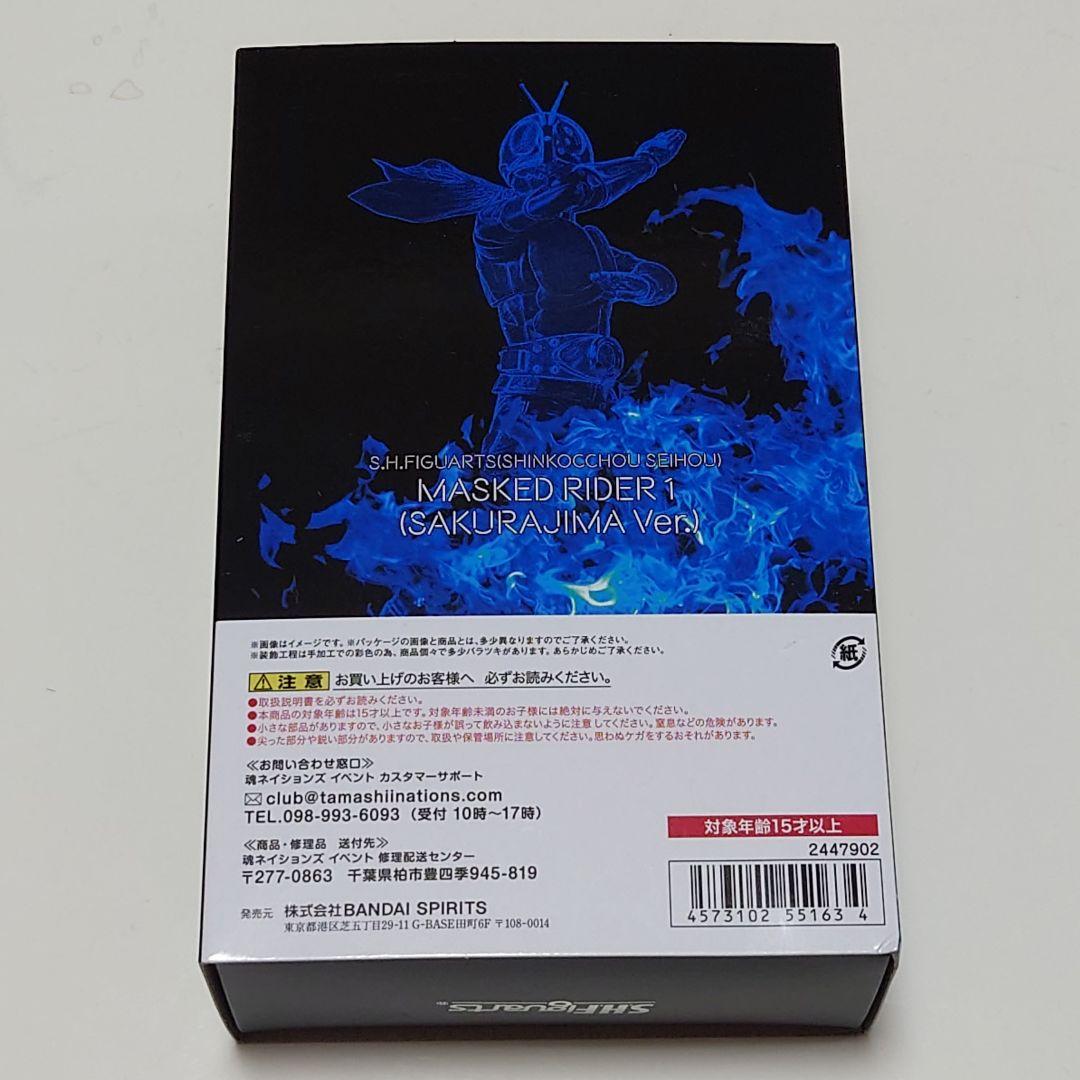 S.H.FIGUARTS(SHINKOCCHOU SEIHOU)
MASKED RIDER 1
(SAKURAJIMA Ver.)
※画像はイメージです。※パッケージの画像と商品とは、多少異なりますのでご了承ください。
※装飾工程は手加工での彩色の為、商品個々で多少バラツキがあります。あらかじめご了承ください。
紙
注意 お買い上げのお客様へ 必ずお読みください。
●取扱説明書を必ずお読みください。
●本商品の対象年齢は15才以上です。対象年齢未満のお子様には絶対に与えないでください。
●小さな部品がありますので、小さなお子様が誤って飲み込まないように注意してください。窒息などの危険があります。
●尖った部分や鋭い部分がありますので、取扱や保管場所に注意してください。思わぬケガをするおそれがあります。
≪お問い合わせ窓口≫
魂ネイションズ イベント カスタマーサポート
club@tamashiinations.com
TEL.098-993-6093（受付 10時〜17時）
≪商品・修理品 送付先≫
魂ネイションズ イベント 修理配送センター
〒277-0863 千葉県柏市豊四季945-819
発売元 株式会社BANDAI SPIRITS
東京都港区芝五丁目29-11 G-BASE田町6F 〒108-0014
対象年齢15才以上
2447902
4573102 55163 4
S.H.Figuarts